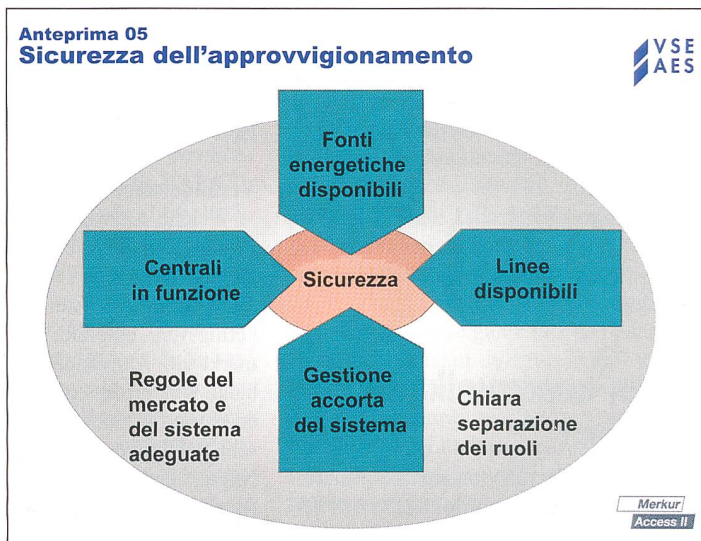 Anteprima 05
Sicurezza dell'approvvigionamento
VSE
AES
Fonti
energetiche
disponibili
Centrali
in funzione
Sicurezza
Linee
disponibili
Regole del
mercato e
del sistema
adeguate
Gestione
accorta
del sistema
Chiara
separazione
dei ruoli
Merkur
Access II